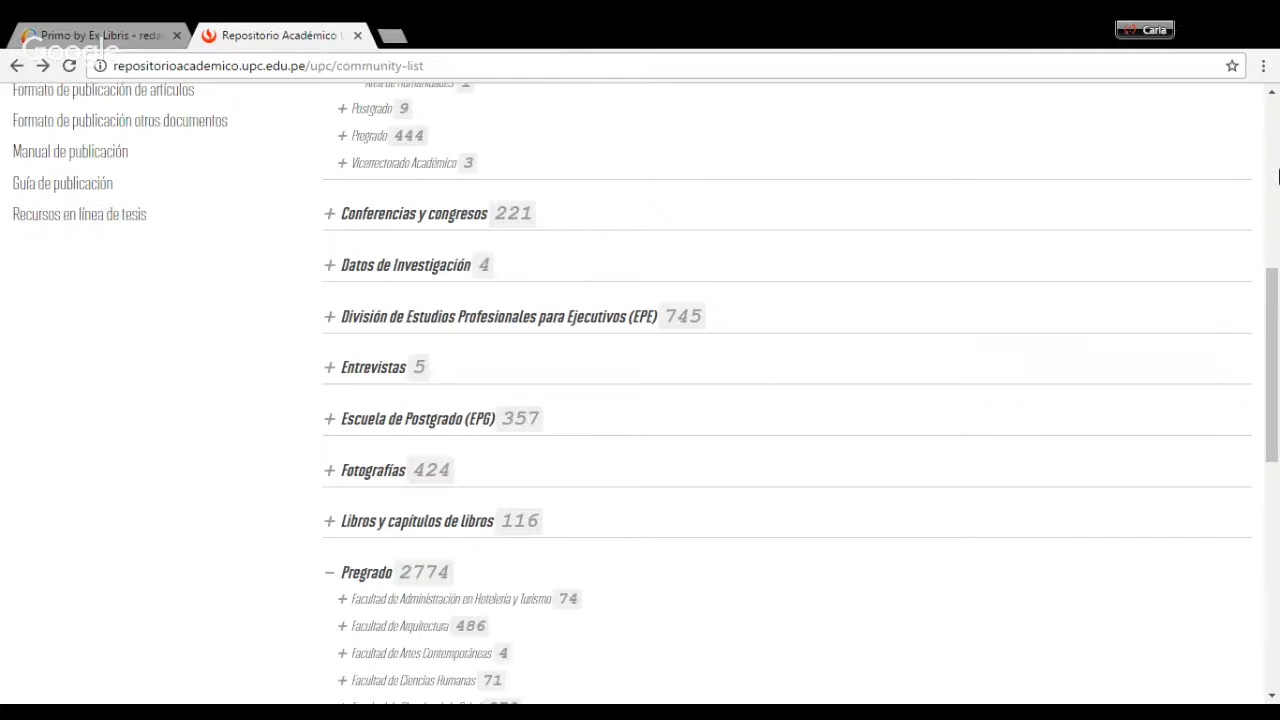 Primo by Ex Libris - reda
Repositorio Académico U
Carla
Google
repositorioacademico.upc.edu.pe/upc/community-list
Formato de publicación de artículos
Formato de publicación otros documentos
Manual de publicación
Guía de publicación
Recursos en línea de tesis
Área de Humanidades 2
+ Postgrado 9
+ Pregrado 444
+ Vicerrectorado Académico 3
+ Conferencias y congresos 221
+ Datos de Investigación 4
+ División de Estudios Profesionales para Ejecutivos (EPE) 745
+ Entrevistas 5
+ Escuela de Postgrado (EPG) 357
+ Fotografías 424
+ Libros y capítulos de libros 116
– Pregrado 2774
+ Facultad de Administración en Hotelería y Turismo 74
+ Facultad de Arquitectura 486
+ Facultad de Artes Contemporáneas 4
+ Facultad de Ciencias Humanas 71